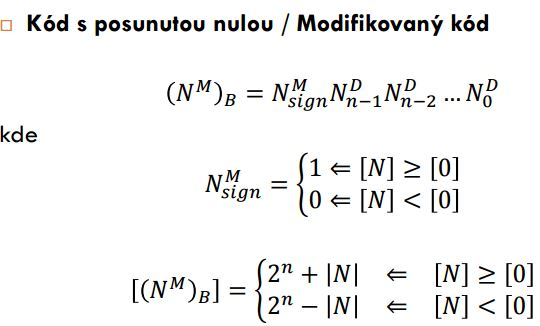 Kód s posunutou nulou / Modifikovaný kód
(N^M)_B = N^M_sign N^D_{n−1} N^D_{n−2} … N^D_0
kde
N^M_sign = { 1 ⇐ [N] ≥ [0]
0 ⇐ [N] < [0]
[(N^M)_B] = { 2^n + |N| ⇐ [N] ≥ [0]
2^n − |N| ⇐ [N] < [0]